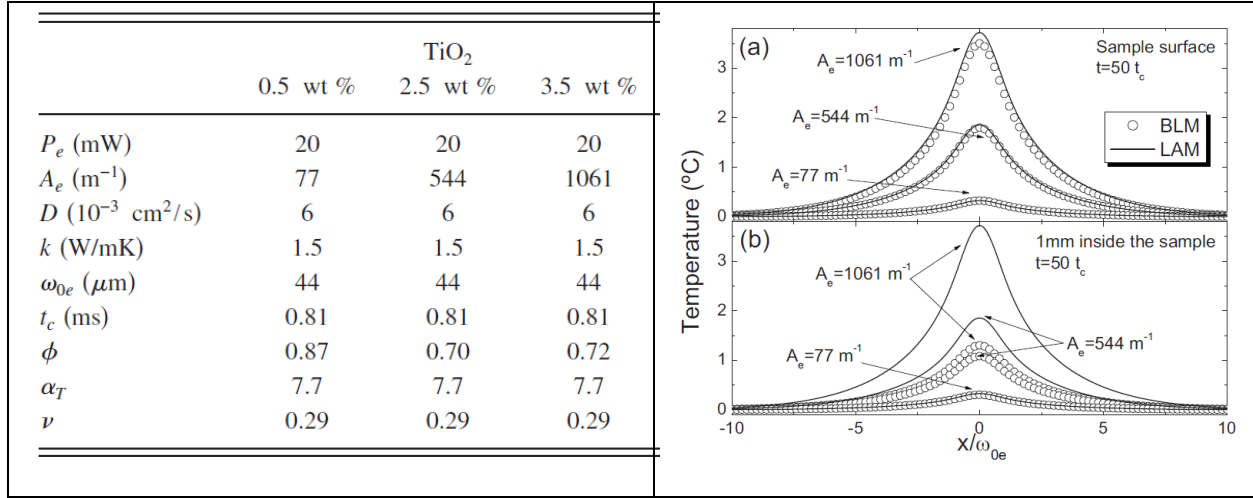 TiO2
0.5 wt % 2.5 wt % 3.5 wt %
Pe (mW) 20 20 20
Ae (m−1) 77 544 1061
D (10−3 cm2/s) 6 6 6
k (W/mK) 1.5 1.5 1.5
ω0e (μm) 44 44 44
tc (ms) 0.81 0.81 0.81
ϕ 0.87 0.70 0.72
αT 7.7 7.7 7.7
ν 0.29 0.29 0.29
Temperature (ºC)
(a)
Sample surface
t=50 tc
Ae=1061 m-1
Ae=544 m-1
Ae=77 m-1
BLM
LAM
3
2
1
0
(b)
1mm inside the sample
t=50 tc
Ae=1061 m-1
Ae=544 m-1
Ae=77 m-1
3
2
1
0
-10 -5 0 5 10
x/ω0e